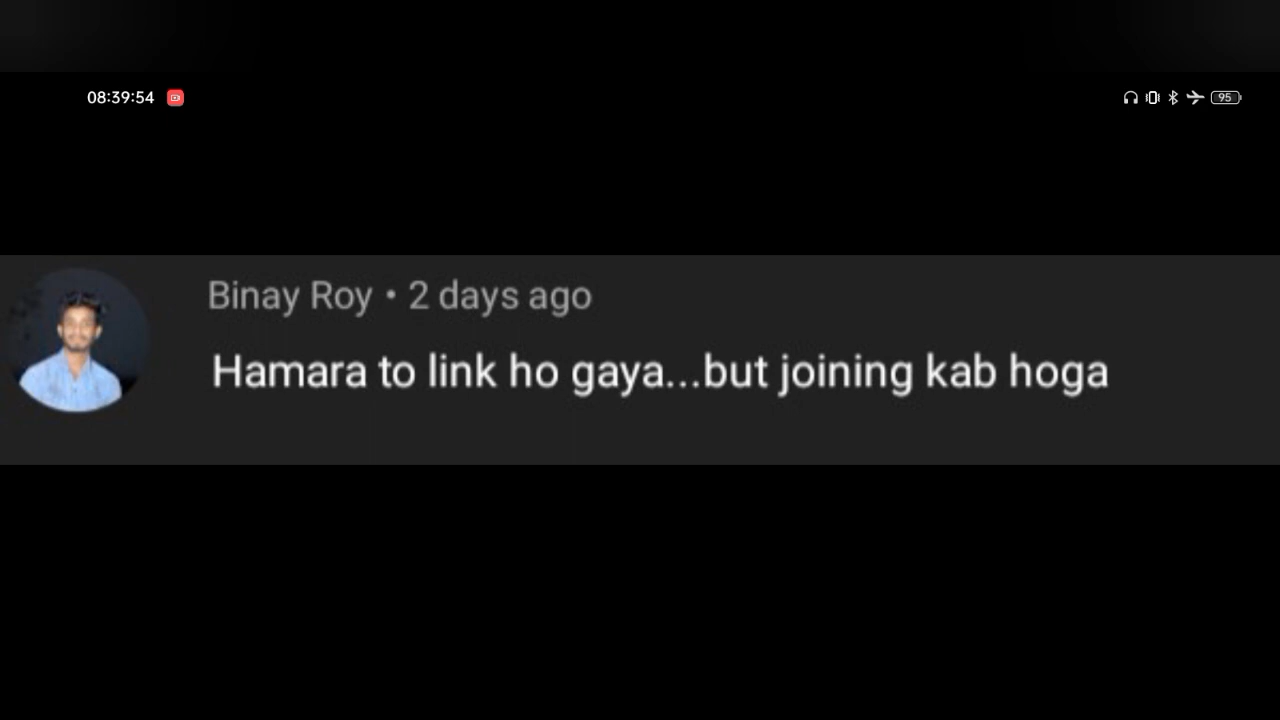 08:39:54 95
Binay Roy • 2 days ago
Hamara to link ho gaya...but joining kab hoga